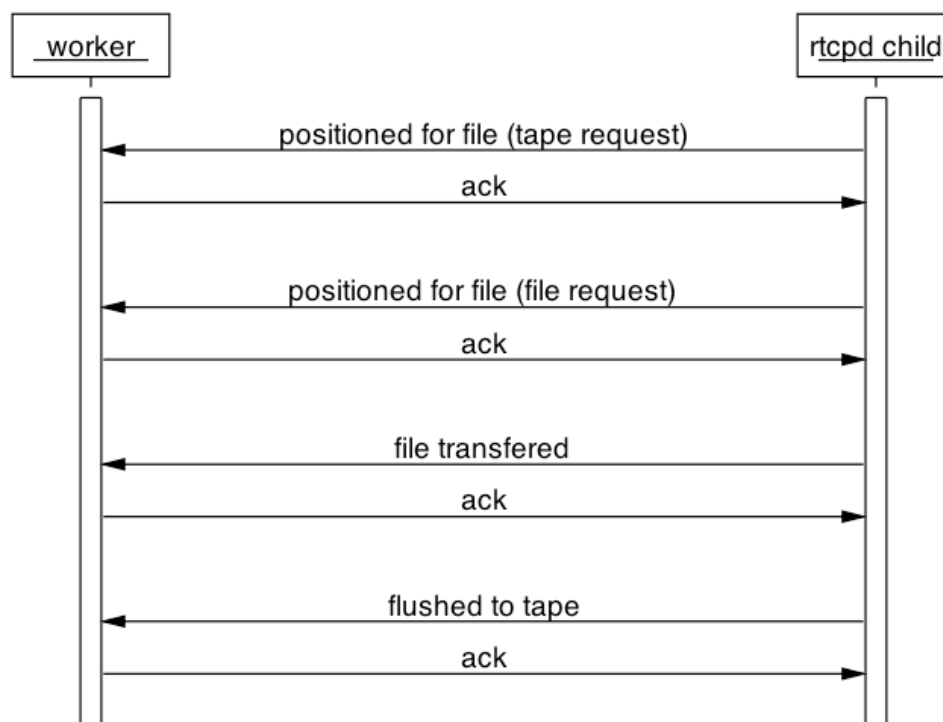 worker
rtcpd child
positioned for file (tape request)
ack
positioned for file (file request)
ack
file transfered
ack
flushed to tape
ack